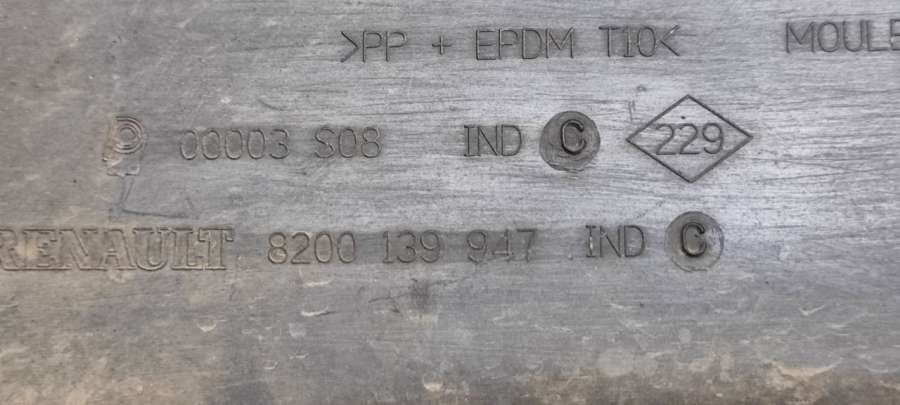 >PP + EPDM T10< MOULE
00003 S08 IND C 229
RENAULT 8200 139 947 IND C